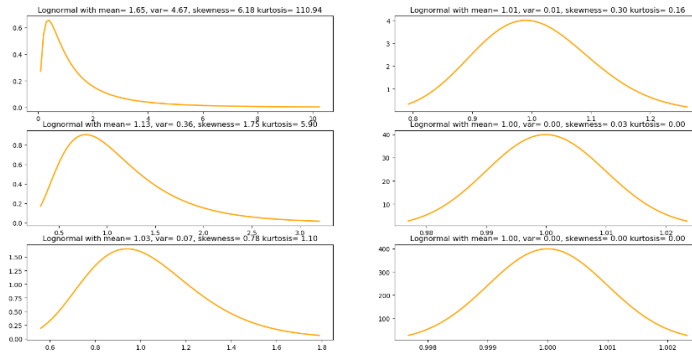 Lognormal with mean= 1.65, var= 4.67, skewness= 6.18 kurtosis= 110.94
0.6
0.4
0.2
0.0
0 2 4 6 8 10
Lognormal with mean= 1.01, var= 0.01, skewness= 0.30 kurtosis= 0.16
4
3
2
1
0.8 0.9 1.0 1.1 1.2
Lognormal with mean= 1.13, var= 0.36, skewness= 1.75 kurtosis= 5.90
0.8
0.6
0.4
0.2
0.0
0.5 1.0 1.5 2.0 2.5 3.0
Lognormal with mean= 1.00, var= 0.00, skewness= 0.03 kurtosis= 0.00
40
30
20
10
0
0.98 0.99 1.00 1.01 1.02
Lognormal with mean= 1.03, var= 0.07, skewness= 0.78 kurtosis= 1.10
1.50
1.25
1.00
0.75
0.50
0.25
0.00
0.6 0.8 1.0 1.2 1.4 1.6 1.8
Lognormal with mean= 1.00, var= 0.00, skewness= 0.00 kurtosis= 0.00
400
300
200
100
0.998 0.999 1.000 1.001 1.002